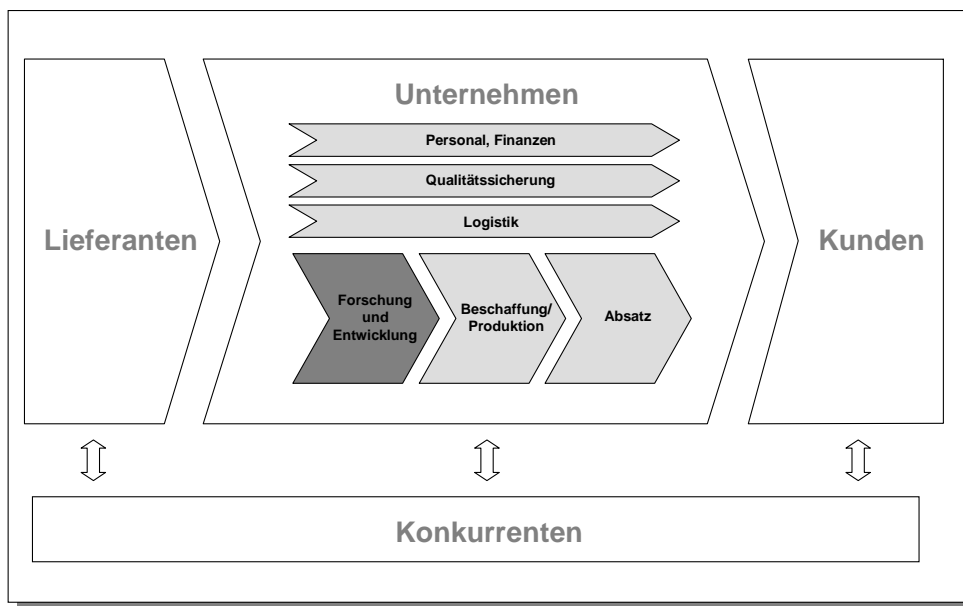 Unternehmen
Personal, Finanzen
Qualitätssicherung
Logistik
Lieferanten
Kunden
Forschung
und
Entwicklung
Beschaffung/
Produktion
Absatz
Konkurrenten